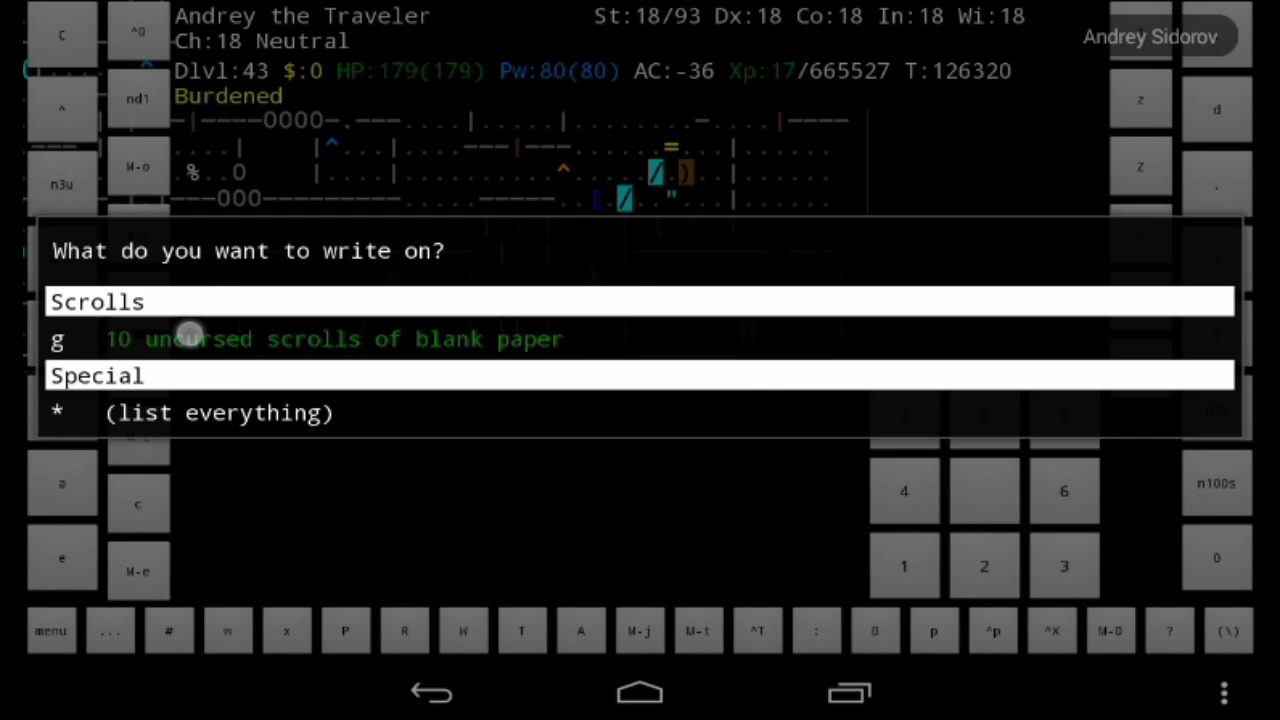 Andrey the Traveler St:18/93 Dx:18 Co:18 In:18 Wi:18
Ch:18 Neutral
Andrey Sidorov
Dlvl:43 $:0 HP:179(179) Pw:80(80) AC:-36 Xp:17/665527 T:126320
Burdened
C
^
n3u
nd1
M-o
z
Z
d
.
What do you want to write on?
Scrolls
g 10 uncursed scrolls of blank paper
Special
* (list everything)
7 8 9
a
c
4 6
n100s
e
M-e
1 2 3
0
menu ... # w x P R W T A M-j M-t ^T : O p ^p ^X M-O ? (\)